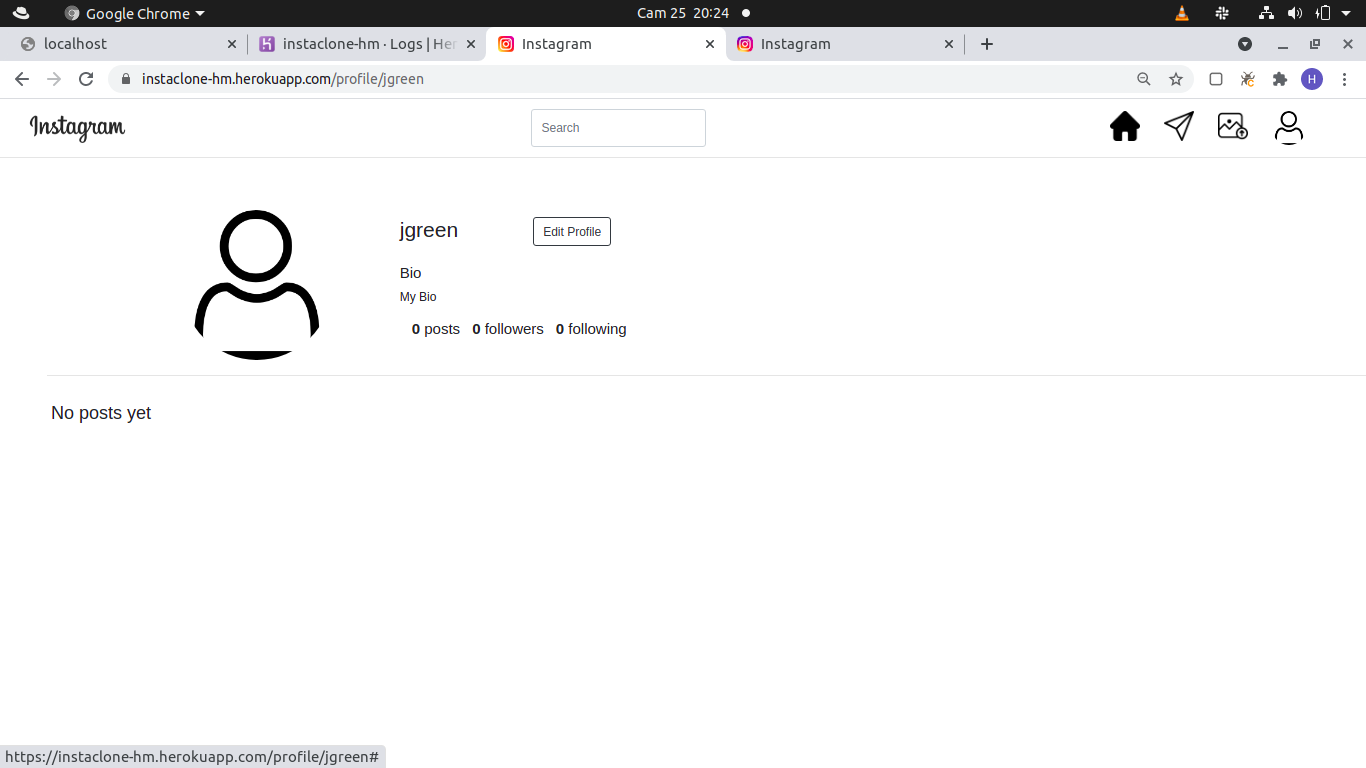 Google Chrome
Cam 25 20:24
localhost
instaclone-hm · Logs | Her
Instagram
Instagram
instaclone-hm.herokuapp.com/profile/jgreen
H
Instagram
Search
jgreen
Edit Profile
Bio
My Bio
0 posts 0 followers 0 following
No posts yet
https://instaclone-hm.herokuapp.com/profile/jgreen#